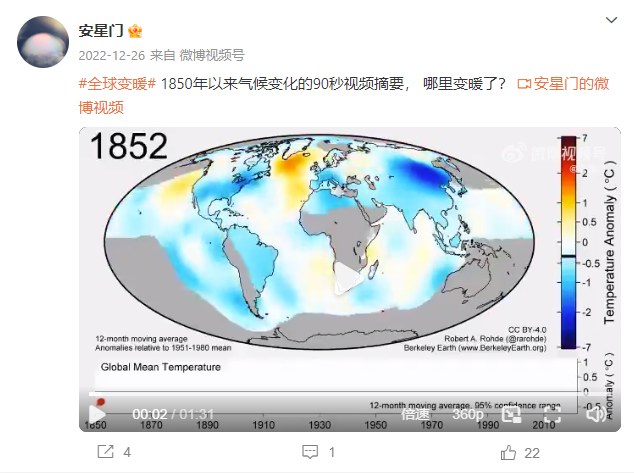 安星门
2022-12-26 来自 微博视频号
#全球变暖# 1850年以来气候变化的90秒视频摘要， 哪里变暖了? 安星门的微
博视频
1852
微博视频号
7
2
1
0.5
0
-0.5
-1
-2
-7
Temperature Anomaly (°C)
12-month moving average
Anomalies relative to 1951-1980 mean
CC BY-4.0
Robert A. Rohde (@rarohde)
Berkeley Earth (www.BerkeleyEarth.org)
Global Mean Temperature
1
0.5
0
-0.5
Anomaly (°C)
12-month moving average, 95% confidence range
00:02 / 01:31
倍速
360p
1850 1870 1890 1910 1930 1950 1970 1990 2010
4
1
22